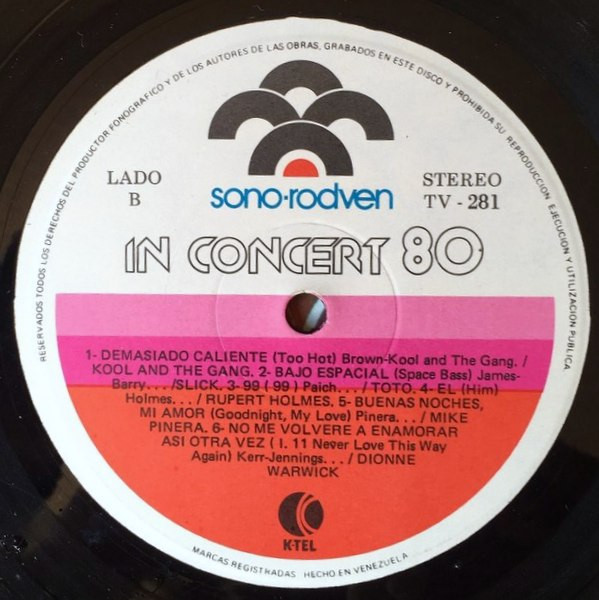 RESERVADOS TODOS LOS DERECHOS DEL PRODUCTOR FONOGRAFICO Y DE LOS AUTORES DE LAS OBRAS, GRABADOS EN ESTE DISCO Y PROHIBIDA SU REPRODUCCION EJECUCION Y UTILIZACION PUBLICA.
LADO
B
sono·rodven
STEREO
TV - 281
IN CONCERT 80
1- DEMASIADO CALIENTE (Too Hot) Brown-Kool and The Gang. /
KOOL AND THE GANG. 2- BAJO ESPACIAL (Space Bass) James-
Barry... /SLICK. 3- 99 ( 99 ) Paich... / TOTO. 4- EL (Him)
Holmes. . . / RUPERT HOLMES. 5- BUENAS NOCHES,
MI AMOR (Goodnight, My Love) Pinera. . . / MIKE
PINERA. 6- NO ME VOLVERE A ENAMORAR
ASI OTRA VEZ ( I. 11 Never Love This Way
Again) Kerr-Jennings. . . / DIONNE
WARWICK
K
K-TEL
MARCAS REGISTRADAS HECHO EN VENEZUELA